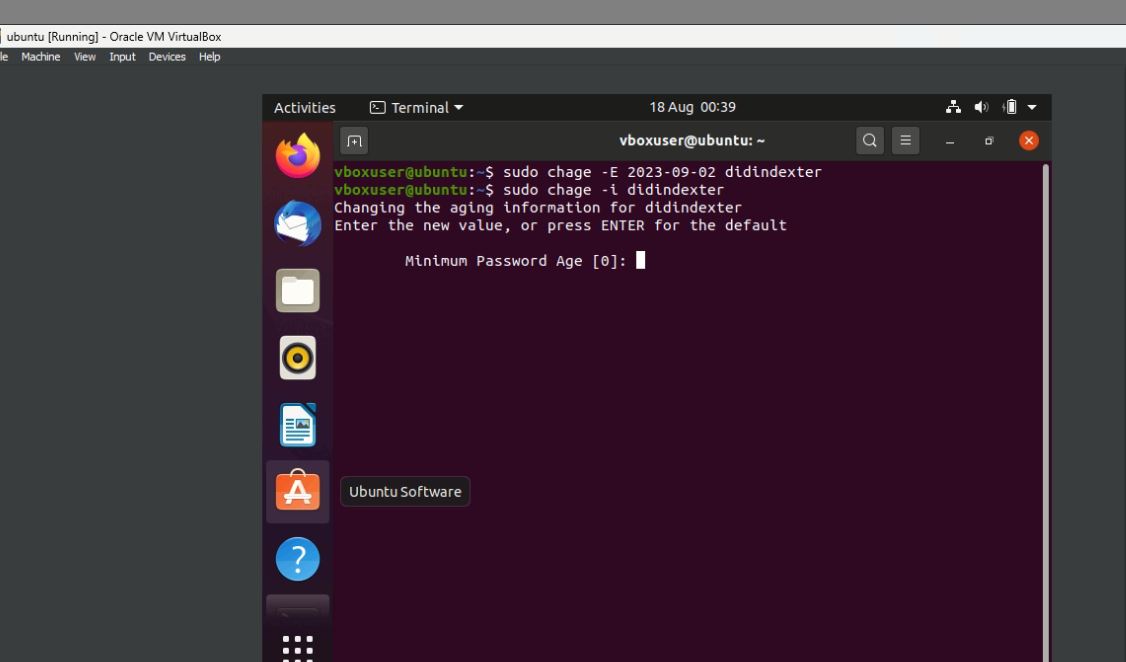 ubuntu [Running] - Oracle VM VirtualBox
le Machine View Input Devices Help
Activities Terminal 18 Aug 00:39
vboxuser@ubuntu: ~
vboxuser@ubuntu:~$ sudo chage -E 2023-09-02 didindexter
vboxuser@ubuntu:~$ sudo chage -i didindexter
Changing the aging information for didindexter
Enter the new value, or press ENTER for the default
Minimum Password Age [0]:
Ubuntu Software